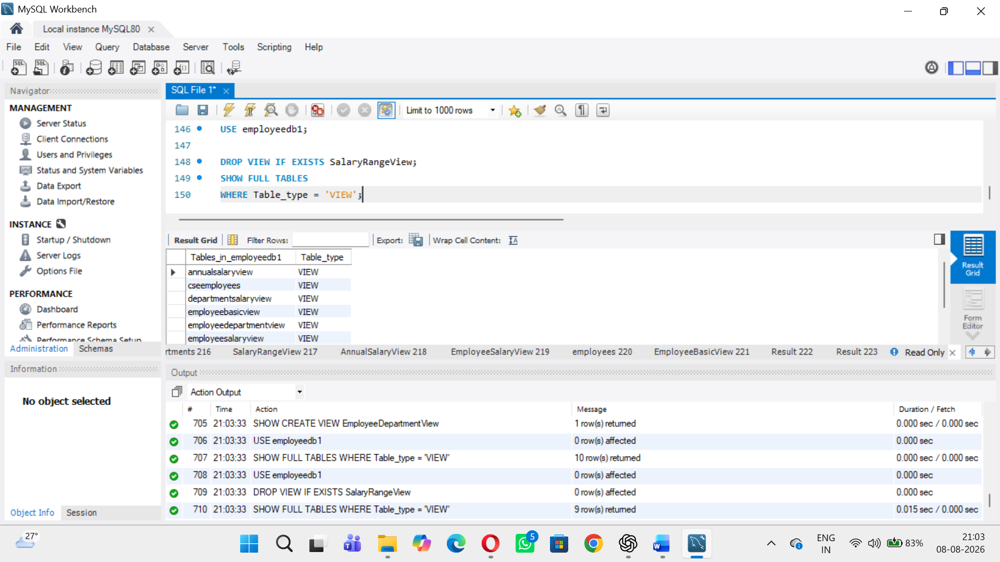 MySQL Workbench
Local instance MySQL80
File Edit View Query Database Server Tools Scripting Help
Navigator
MANAGEMENT
Server Status
Client Connections
Users and Privileges
Status and System Variables
Data Export
Data Import/Restore
INSTANCE
Startup / Shutdown
Server Logs
Options File
PERFORMANCE
Dashboard
Performance Reports
Performance Schema Setup
Administration Schemas
Information
No object selected
Object Info Session
SQL File 1*
Limit to 1000 rows
146 USE employeedb1;
147
148 DROP VIEW IF EXISTS SalaryRangeView;
149 SHOW FULL TABLES
150 WHERE Table_type = 'VIEW';
Result Grid Filter Rows: Export: Wrap Cell Content:
Tables_in_employeedb1 Table_type
annualsalaryview VIEW
cseemployees VIEW
departmentsalaryview VIEW
employeebasicview VIEW
employeedepartmentview VIEW
employeesalaryview VIEW
Result
Grid
Form
Editor
rtments 216 SalaryRangeView 217 AnnualSalaryView 218 EmployeeSalaryView 219 employees 220 EmployeeBasicView 221 Result 222 Result 223 Read Only
Output
Action Output
# Time Action Message Duration / Fetch
705 21:03:33 SHOW CREATE VIEW EmployeeDepartmentView 1 row(s) returned 0.000 sec / 0.000 sec
706 21:03:33 USE employeedb1 0 row(s) affected 0.000 sec
707 21:03:33 SHOW FULL TABLES WHERE Table_type = 'VIEW' 10 row(s) returned 0.000 sec / 0.000 sec
708 21:03:33 USE employeedb1 0 row(s) affected 0.000 sec
709 21:03:33 DROP VIEW IF EXISTS SalaryRangeView 0 row(s) affected 0.000 sec
710 21:03:33 SHOW FULL TABLES WHERE Table_type = 'VIEW' 9 row(s) returned 0.015 sec / 0.000 sec
27°
5
ENG
IN
83%
21:03
08-08-2026